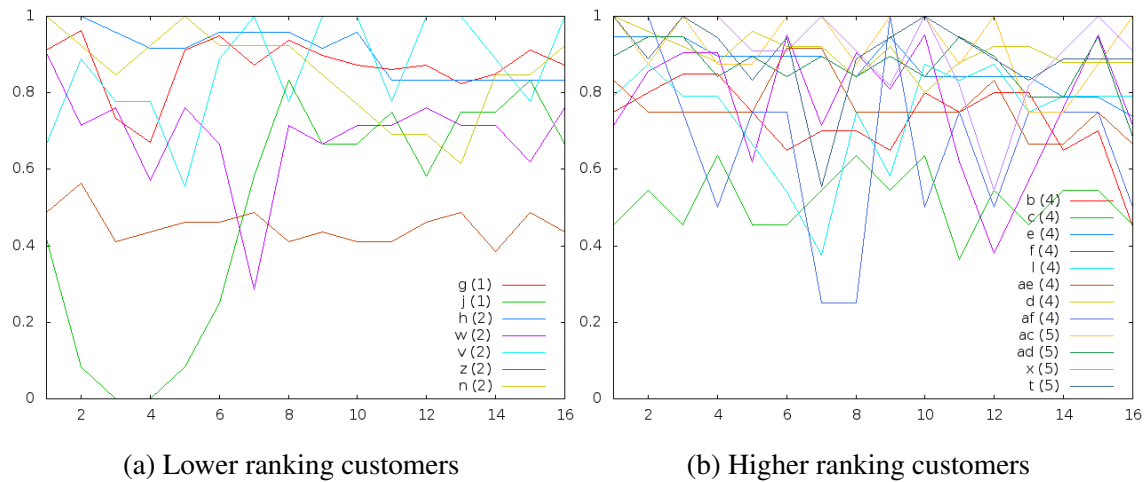 1
0.8
0.6
0.4
0.2
0
2
4
6
8
10
12
14
16
g (1)
j (1)
h (2)
w (2)
v (2)
z (2)
n (2)
(a) Lower ranking customers
1
0.8
0.6
0.4
0.2
0
2
4
6
8
10
12
14
16
b (4)
c (4)
e (4)
f (4)
l (4)
ae (4)
d (4)
af (4)
ac (5)
ad (5)
x (5)
t (5)
(b) Higher ranking customers